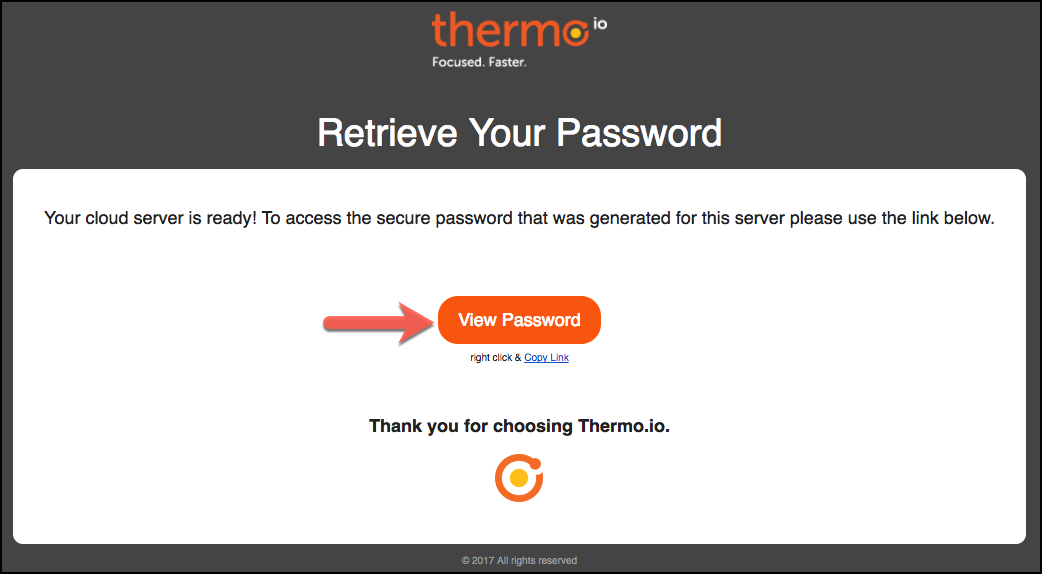 thermo io
Focused. Faster.
Retrieve Your Password
Your cloud server is ready! To access the secure password that was generated for this server please use the link below.
View Password
right click & Copy Link
Thank you for choosing Thermo.io.
© 2017 All rights reserved